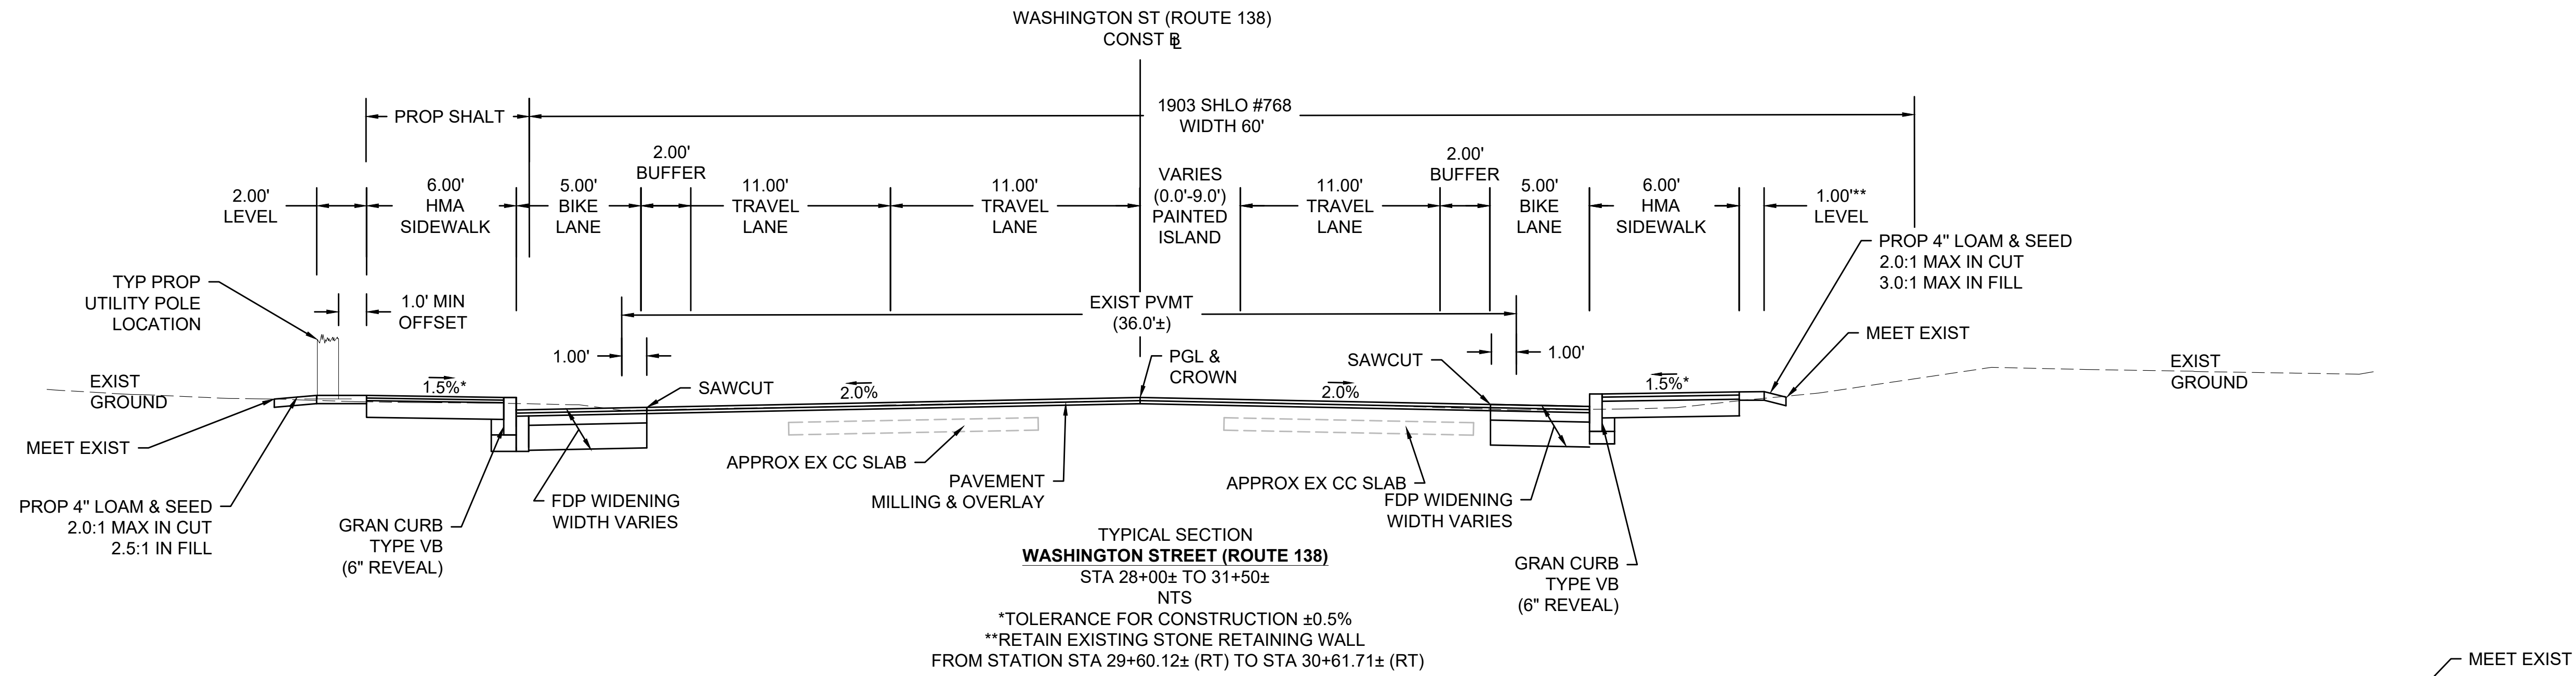 WASHINGTON ST (ROUTE 138)
CONST BL
PROP SHALT
1903 SHLO #768
WIDTH 60'
2.00'
LEVEL
6.00'
HMA
SIDEWALK
5.00'
BIKE
LANE
2.00'
BUFFER
11.00'
TRAVEL
LANE
11.00'
TRAVEL
LANE
VARIES
(0.0'-9.0')
PAINTED
ISLAND
11.00'
TRAVEL
LANE
2.00'
BUFFER
5.00'
BIKE
LANE
6.00'
HMA
SIDEWALK
1.00'**
LEVEL
PROP 4" LOAM & SEED
2.0:1 MAX IN CUT
3.0:1 MAX IN FILL
TYP PROP
UTILITY POLE
LOCATION
1.0' MIN
OFFSET
EXIST PVMT
(36.0'±)
MEET EXIST
1.00'
PGL &
CROWN
SAWCUT
1.00'
EXIST
GROUND
EXIST
GROUND
1.5%*
SAWCUT
2.0%
2.0%
1.5%*
MEET EXIST
APPROX EX CC SLAB
PAVEMENT
MILLING & OVERLAY
APPROX EX CC SLAB
FDP WIDENING
WIDTH VARIES
FDP WIDENING
WIDTH VARIES
PROP 4" LOAM & SEED
2.0:1 MAX IN CUT
2.5:1 IN FILL
GRAN CURB
TYPE VB
(6" REVEAL)
GRAN CURB
TYPE VB
(6" REVEAL)
TYPICAL SECTION
WASHINGTON STREET (ROUTE 138)
STA 28+00± TO 31+50±
NTS
*TOLERANCE FOR CONSTRUCTION ±0.5%
**RETAIN EXISTING STONE RETAINING WALL
FROM STATION STA 29+60.12± (RT) TO STA 30+61.71± (RT)
MEET EXIST